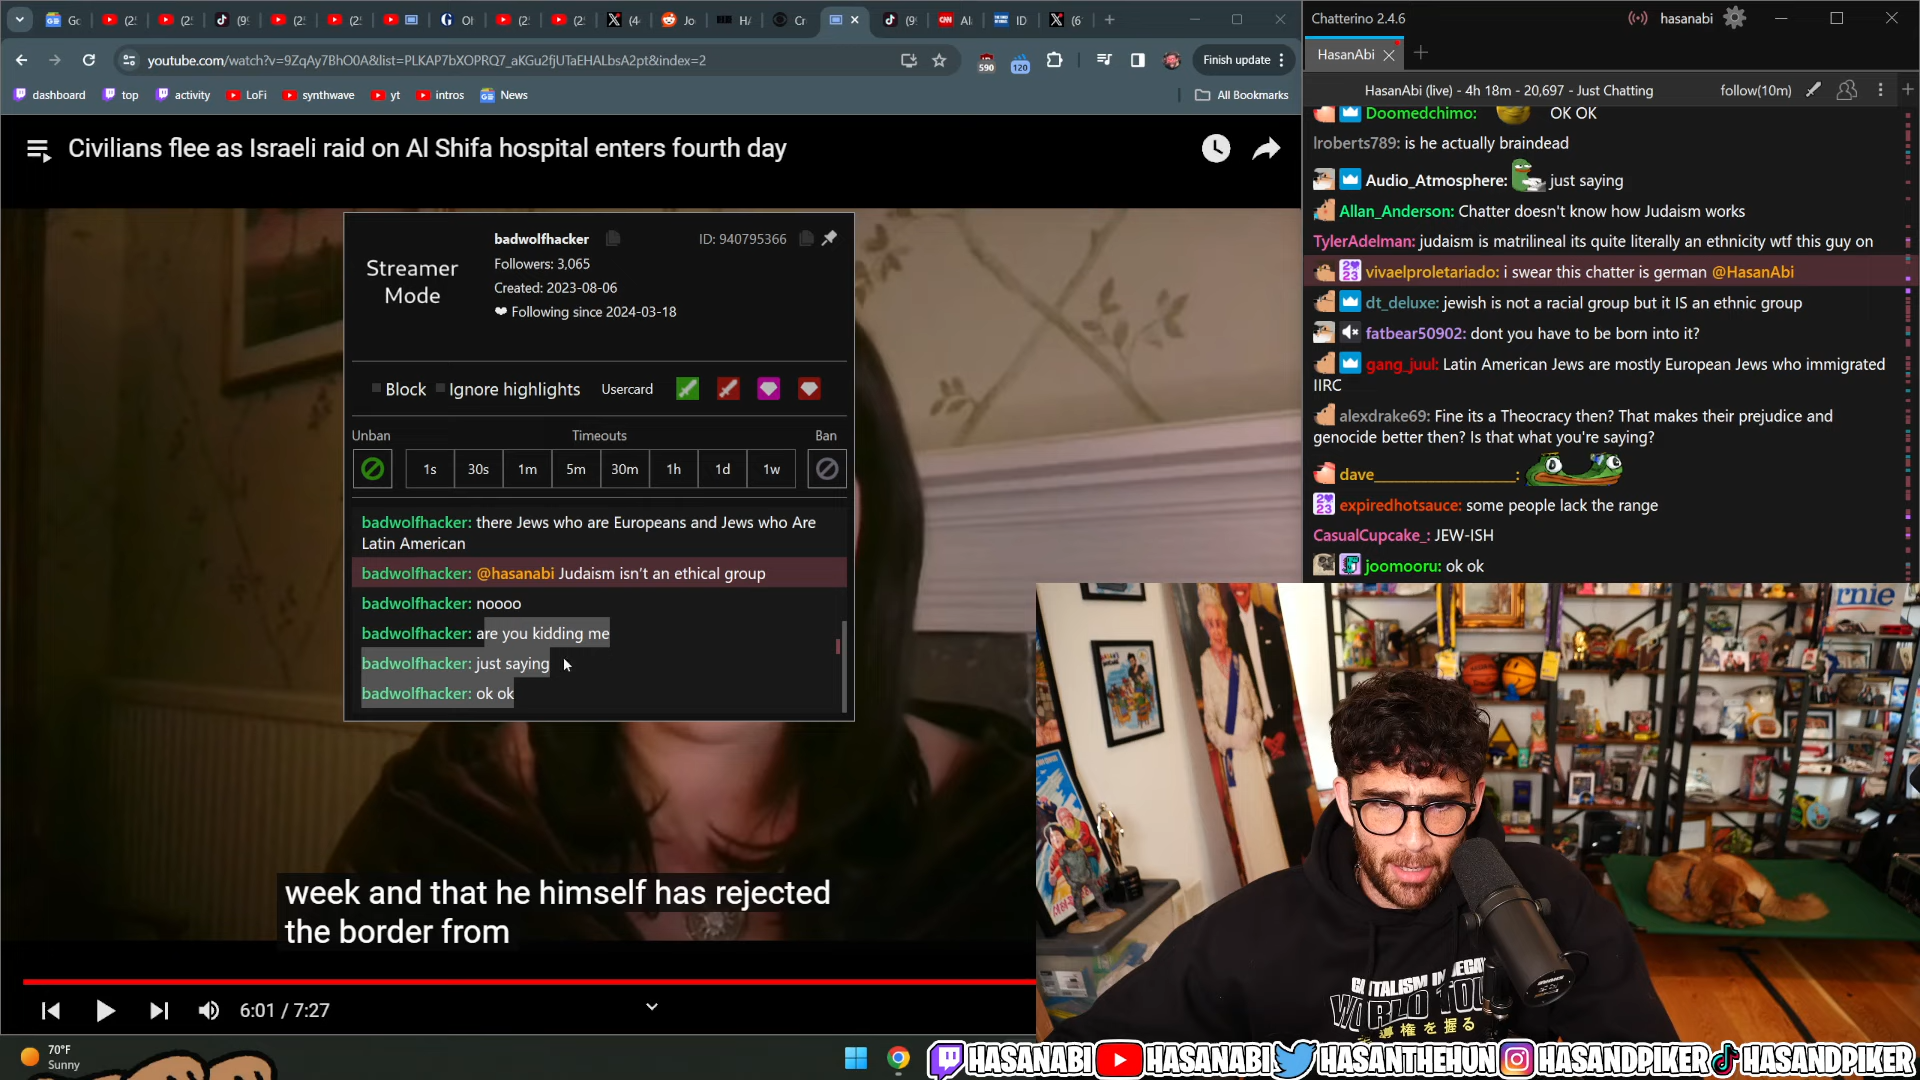 Chatterino 2.4.6
hasanabi
youtube.com/watch?v=9ZqAy7BhO0A&list=PLKAP7bXOPRQ7_aKGu2fjUTaEHALbsA2pt&index=2
590
120
Finish update
HasanAbi
dashboard
top
activity
LoFi
synthwave
yt
intros
News
All Bookmarks
HasanAbi (live) - 4h 18m - 20,697 - Just Chatting
follow(10m)
Civilians flee as Israeli raid on Al Shifa hospital enters fourth day
Streamer
Mode
badwolfhacker
ID: 940795366
Followers: 3,065
Created: 2023-08-06
❤ Following since 2024-03-18
Block
Ignore highlights
Usercard
Unban
Timeouts
Ban
1s
30s
1m
5m
30m
1h
1d
1w
badwolfhacker: there Jews who are Europeans and Jews who Are
Latin American
badwolfhacker: @hasanabi Judaism isn't an ethical group
badwolfhacker: noooo
badwolfhacker: are you kidding me
badwolfhacker: just saying
badwolfhacker: ok ok
Doomedchimo: OK OK
lroberts789: is he actually braindead
Audio_Atmosphere: just saying
Allan_Anderson: Chatter doesn't know how Judaism works
TylerAdelman: judaism is matrilineal its quite literally an ethnicity wtf this guy on
vivaelproletariado: i swear this chatter is german @HasanAbi
dt_deluxe: jewish is not a racial group but it IS an ethnic group
fatbear50902: dont you have to be born into it?
gang_juul: Latin American Jews are mostly European Jews who immigrated
IIRC
alexdrake69: Fine its a Theocracy then? That makes their prejudice and
genocide better then? Is that what you're saying?
dave__________________:
expiredhotsauce: some people lack the range
CasualCupcake_: JEW-ISH
joomooru: ok ok
week and that he himself has rejected
the border from
6:01 / 7:27
70°F
Sunny
HASANABI
HASANABI
HASANTHEHUN
HASANDPIKER
HASANDPIKER
rnie
WORLD TOU